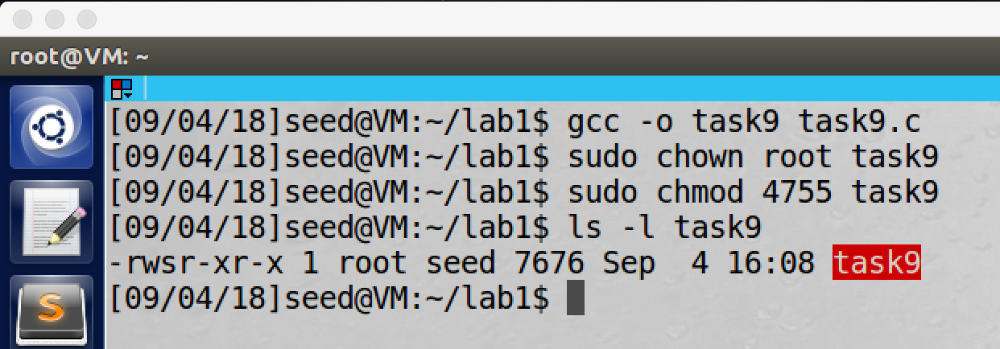 root@VM: ~
[09/04/18]seed@VM:~/lab1$ gcc -o task9 task9.c
[09/04/18]seed@VM:~/lab1$ sudo chown root task9
[09/04/18]seed@VM:~/lab1$ sudo chmod 4755 task9
[09/04/18]seed@VM:~/lab1$ ls -l task9
-rwsr-xr-x 1 root seed 7676 Sep  4 16:08 task9
[09/04/18]seed@VM:~/lab1$